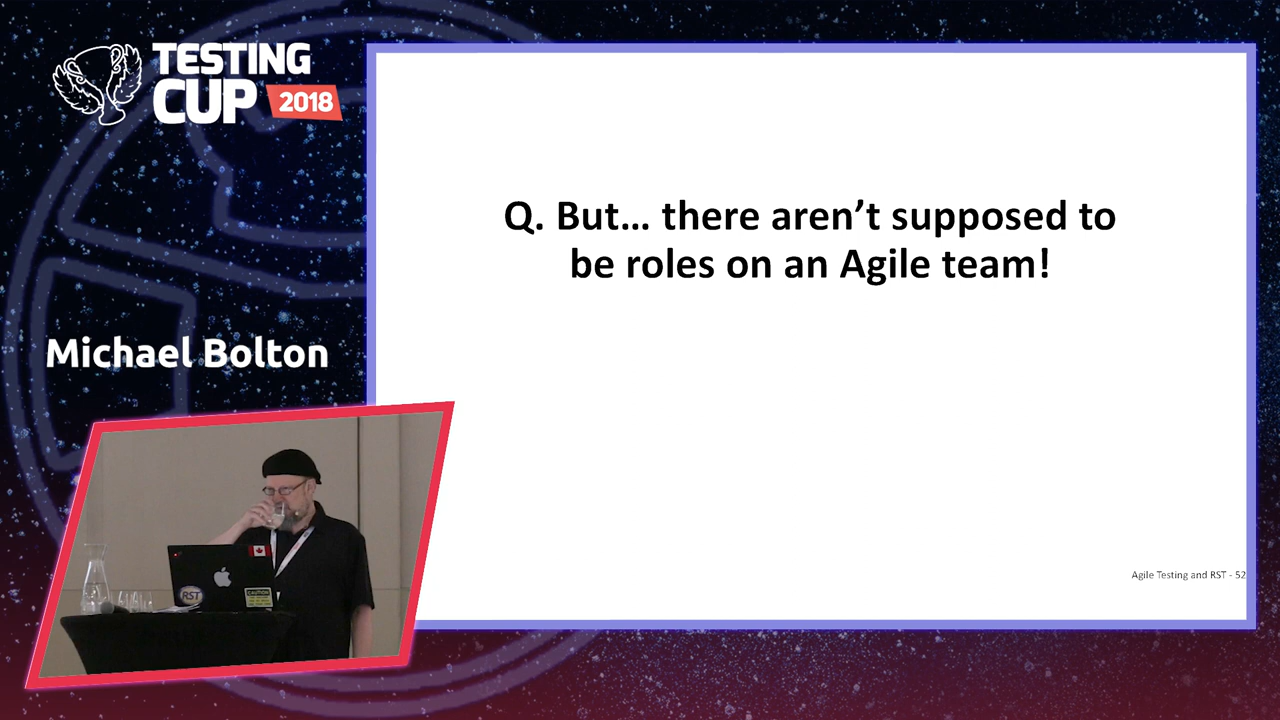 TESTING
CUP
2018
Q. But... there aren't supposed to
be roles on an Agile team!
Michael Bolton
RST
CAUTION
Agile Testing and RST - 52